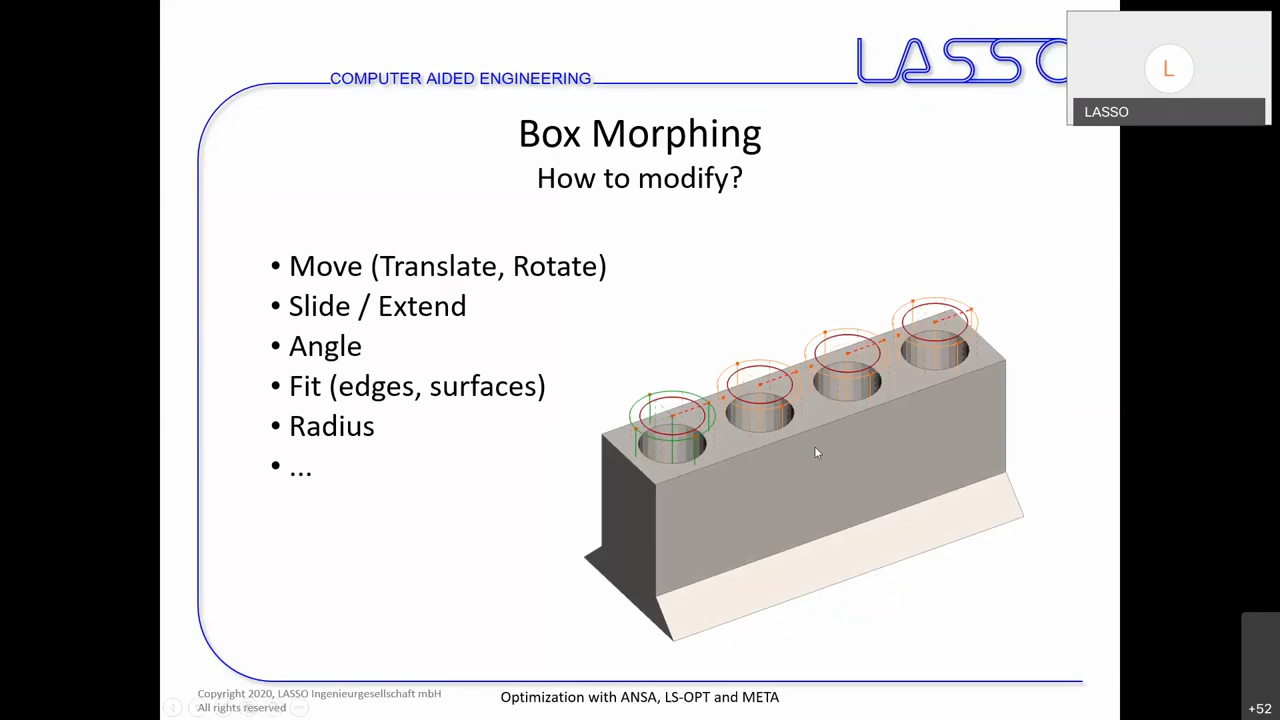 COMPUTER AIDED ENGINEERING
LASSO
L
LASSO
Box Morphing
How to modify?
• Move (Translate, Rotate)
• Slide / Extend
• Angle
• Fit (edges, surfaces)
• Radius
• ...
Copyright 2020, LASSO Ingenieurgesellschaft mbH
All rights reserved
Optimization with ANSA, LS-OPT and META
+52